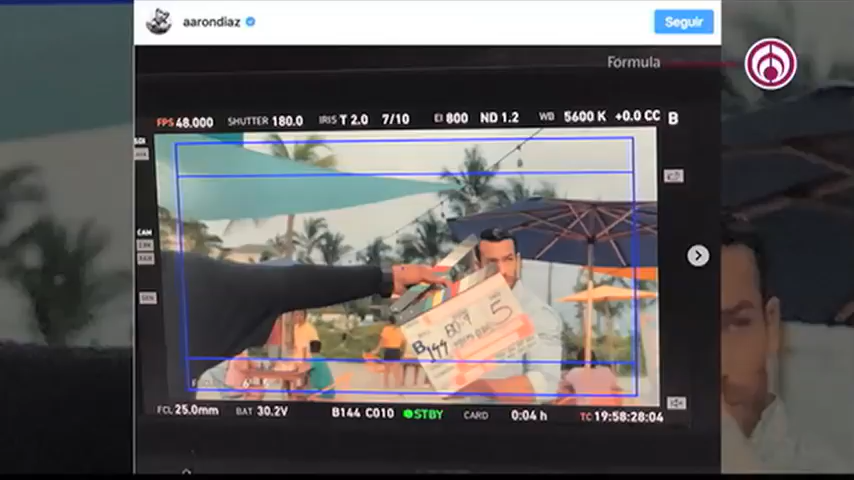 aarondiaz
Seguir
Fórmula
FPS 48.000 SHUTTER 180.0 IRIS T 2.0 7/10 EI 800 ND 1.2 WB 5600 K +0.0 CC B
CAM
5
FCL 25.0mm BAT 30.2V B144 C010 STBY CARD 0:04 h TC 19:58:28:04